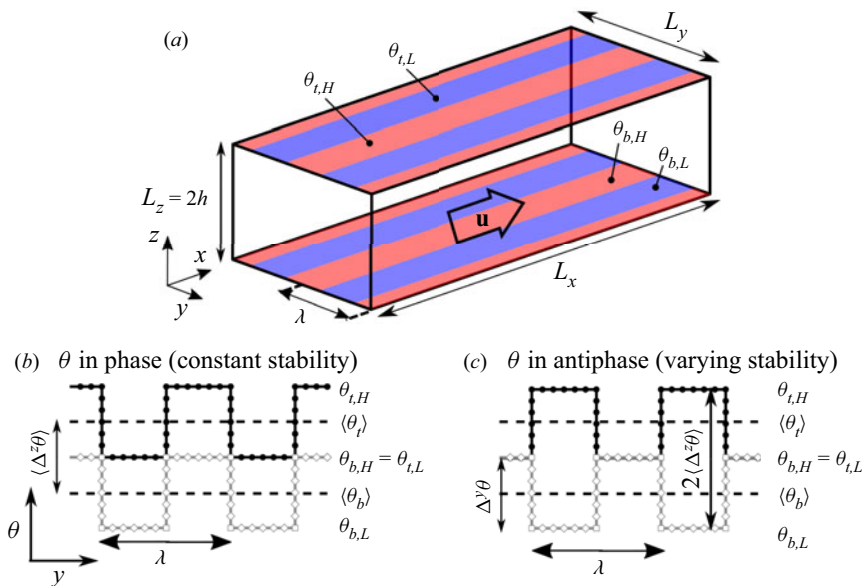 (a)
L_y
θ_{t,L}
θ_{t,H}
θ_{b,H}
θ_{b,L}
L_z = 2h
u
z
x
y
λ
L_x
(b) θ in phase (constant stability)
θ_{t,H}
⟨θ_t⟩
⟨Δ^zθ⟩
θ_{b,H} = θ_{t,L}
⟨θ_b⟩
θ_{b,L}
θ
λ
y
(c) θ in antiphase (varying stability)
θ_{t,H}
⟨θ_t⟩
2⟨Δ^zθ⟩
θ_{b,H} = θ_{t,L}
Δ^yθ
⟨θ_b⟩
θ_{b,L}
λ